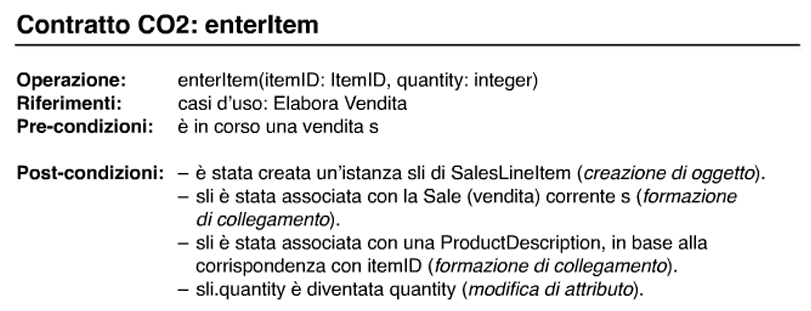 Contratto CO2: enterItem
Operazione: enterItem(itemID: ItemID, quantity: integer)
Riferimenti: casi d'uso: Elabora Vendita
Pre-condizioni: è in corso una vendita s
Post-condizioni: – è stata creata un'istanza sli di SalesLineItem (creazione di oggetto).
– sli è stata associata con la Sale (vendita) corrente s (formazione
di collegamento).
– sli è stata associata con una ProductDescription, in base alla
corrispondenza con itemID (formazione di collegamento).
– sli.quantity è diventata quantity (modifica di attributo).